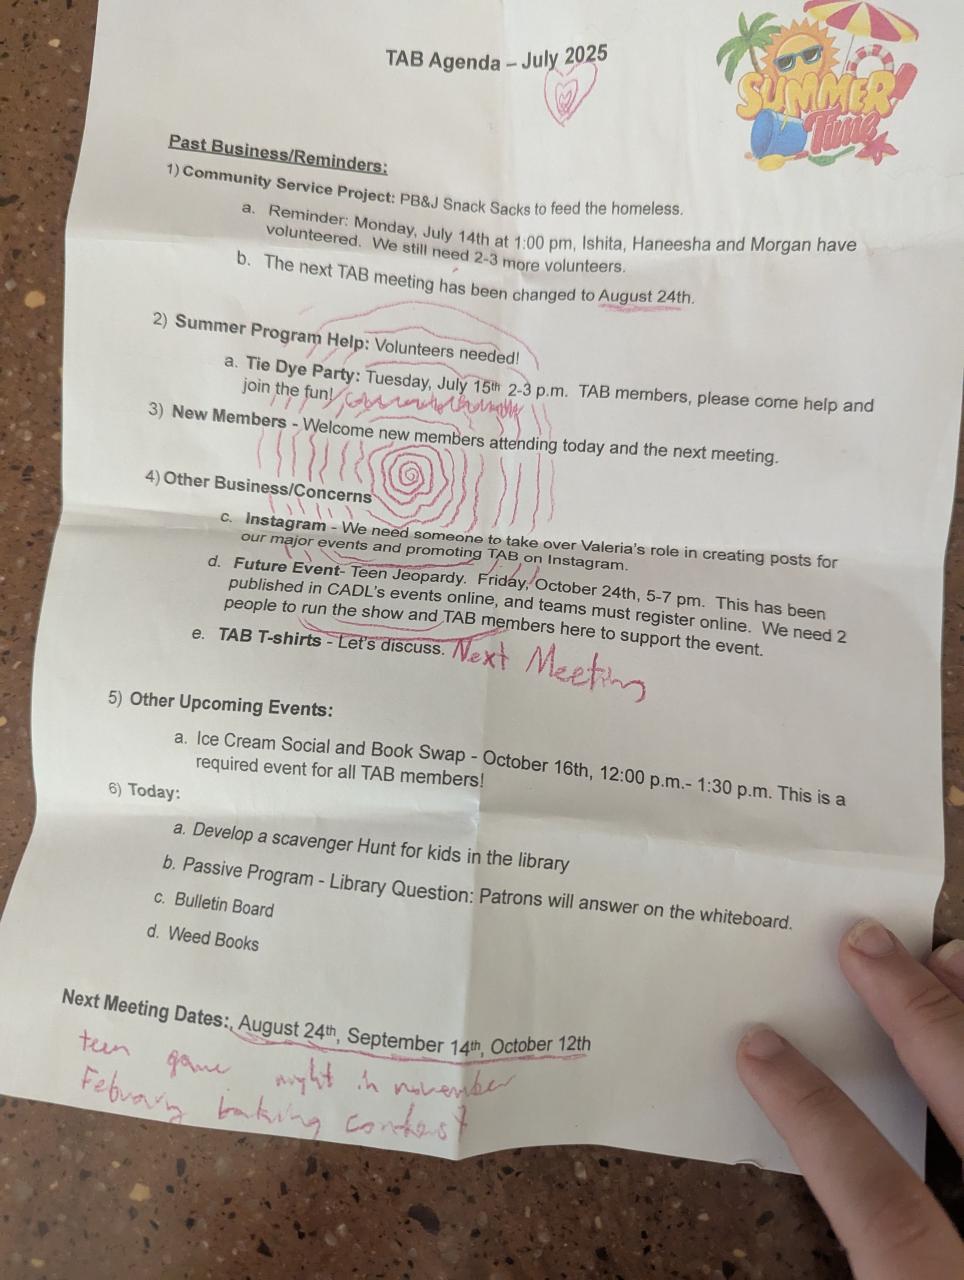 TAB Agenda – July 2025
SUMMER
Time
Past Business/Reminders:
1) Community Service Project: PB&J Snack Sacks to feed the homeless.
a. Reminder: Monday, July 14th at 1:00 pm, Ishita, Haneesha and Morgan have
volunteered. We still need 2-3 more volunteers.
b. The next TAB meeting has been changed to August 24th.
2) Summer Program Help: Volunteers needed!
a. Tie Dye Party: Tuesday, July 15th 2-3 p.m. TAB members, please come help and
join the fun!
3) New Members - Welcome new members attending today and the next meeting.
4) Other Business/Concerns
c. Instagram - We need someone to take over Valeria's role in creating posts for
our major events and promoting TAB on Instagram.
d. Future Event- Teen Jeopardy. Friday, October 24th, 5-7 pm. This has been
published in CADL's events online, and teams must register online. We need 2
people to run the show and TAB members here to support the event.
e. TAB T-shirts - Let's discuss. Next Meeting
5) Other Upcoming Events:
a. Ice Cream Social and Book Swap - October 16th, 12:00 p.m.- 1:30 p.m. This is a
required event for all TAB members!
6) Today:
a. Develop a scavenger Hunt for kids in the library
b. Passive Program - Library Question: Patrons will answer on the whiteboard.
c. Bulletin Board
d. Weed Books
Next Meeting Dates:, August 24th, September 14th, October 12th
teen game night in november
February baking contest